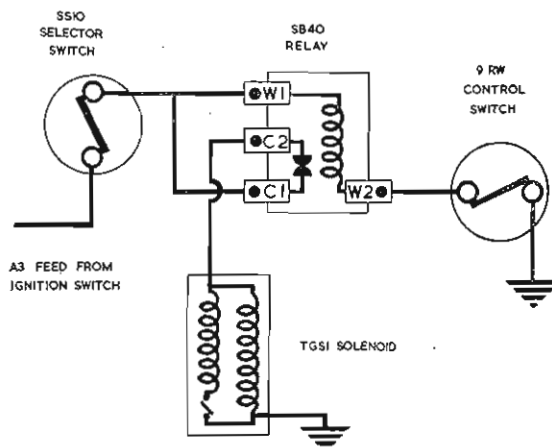 SS10
SELECTOR
SWITCH
SB40
RELAY
9 RW
CONTROL
SWITCH
W1
C2
C1
W2
A3 FEED FROM
IGNITION SWITCH
TGS1 SOLENOID